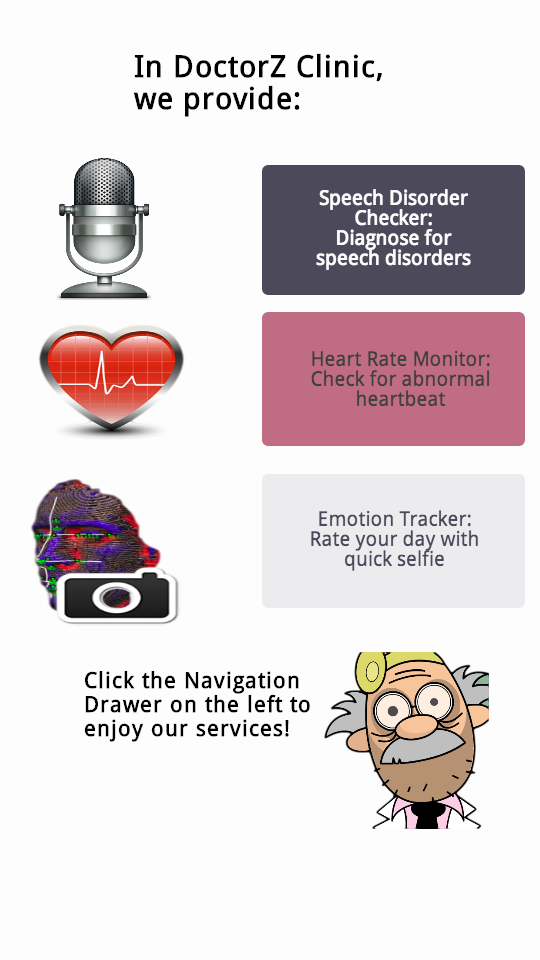 In DoctorZ Clinic,
we provide:
Speech Disorder
Checker:
Diagnose for
speech disorders
Heart Rate Monitor:
Check for abnormal
heartbeat
Emotion Tracker:
Rate your day with
quick selfie
Click the Navigation
Drawer on the left to
enjoy our services!